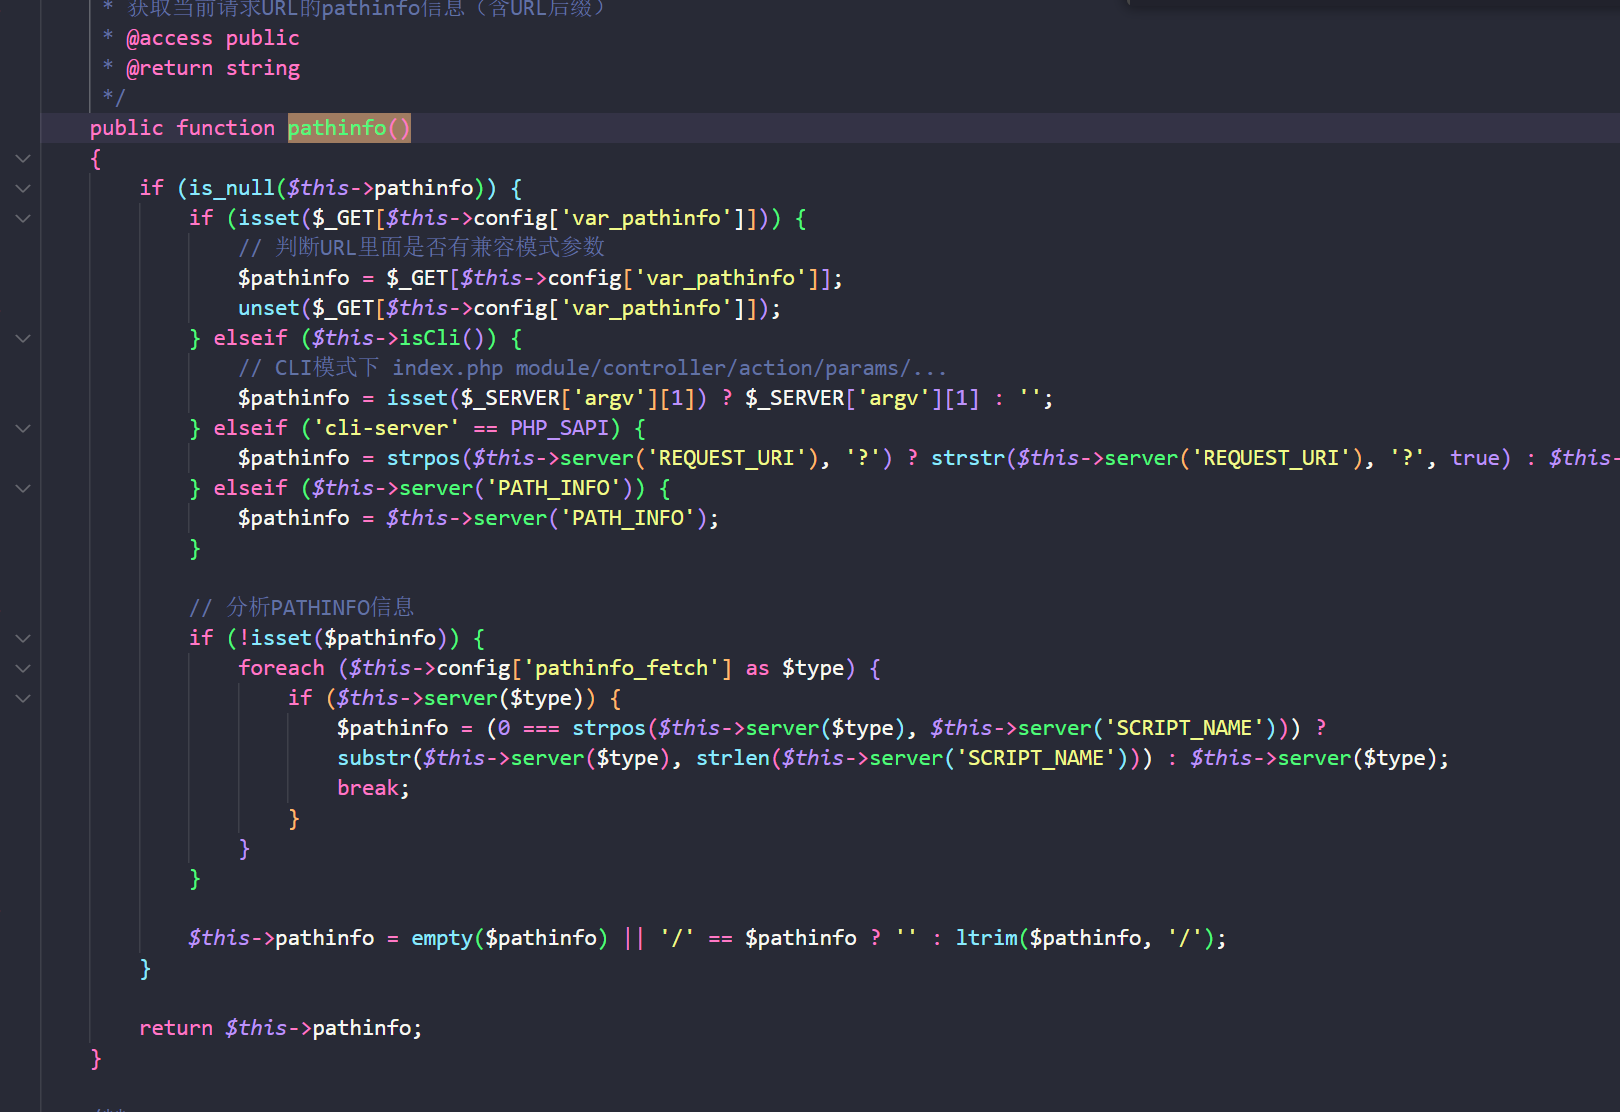 * 获取当前请求URL的pathinfo信息（含URL后缀）
* @access public
* @return string
*/
public function pathinfo()
{
if (is_null($this->pathinfo)) {
if (isset($_GET[$this->config['var_pathinfo']])) {
// 判断URL里面是否有兼容模式参数
$pathinfo = $_GET[$this->config['var_pathinfo']];
unset($_GET[$this->config['var_pathinfo']]);
} elseif ($this->isCli()) {
// CLI模式下 index.php module/controller/action/params/...
$pathinfo = isset($_SERVER['argv'][1]) ? $_SERVER['argv'][1] : '';
} elseif ('cli-server' == PHP_SAPI) {
$pathinfo = strpos($this->server('REQUEST_URI'), '?') ? strstr($this->server('REQUEST_URI'), '?', true) : $this-
} elseif ($this->server('PATH_INFO')) {
$pathinfo = $this->server('PATH_INFO');
}
// 分析PATHINFO信息
if (!isset($pathinfo)) {
foreach ($this->config['pathinfo_fetch'] as $type) {
if ($this->server($type)) {
$pathinfo = (0 === strpos($this->server($type), $this->server('SCRIPT_NAME'))) ?
substr($this->server($type), strlen($this->server('SCRIPT_NAME'))) : $this->server($type);
break;
}
}
}
$this->pathinfo = empty($pathinfo) || '/' == $pathinfo ? '' : ltrim($pathinfo, '/');
}
return $this->pathinfo;
}
/**